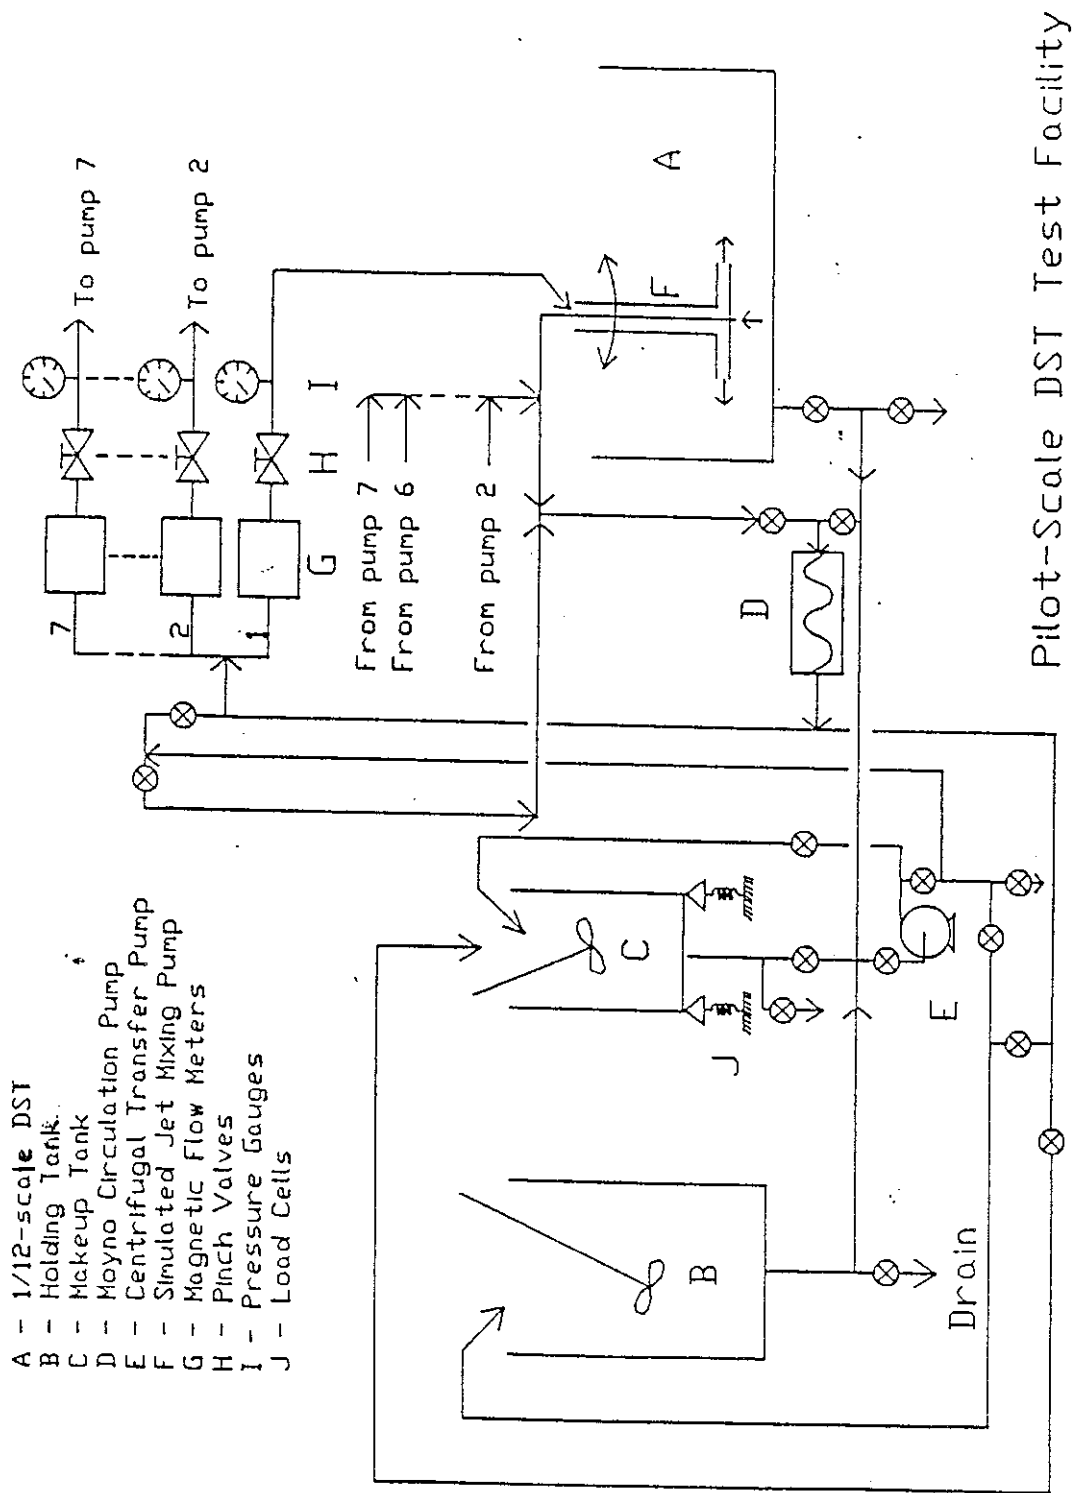 A - 1/12-scale DST
B - Holding Tank
C - Makeup Tank
D - Moyno Circulation Pump
E - Centrifugal Transfer Pump
F - Simulated Jet Mixing Pump
G - Magnetic Flow Meters
H - Pinch Valves
I - Pressure Gauges
J - Load Cells
7
2
1
G
H
I
To pump 7
To pump 2
From pump 7
From pump 6
From pump 2
F
A
D
C
J
E
B
Drain
Pilot-Scale DST Test Facility